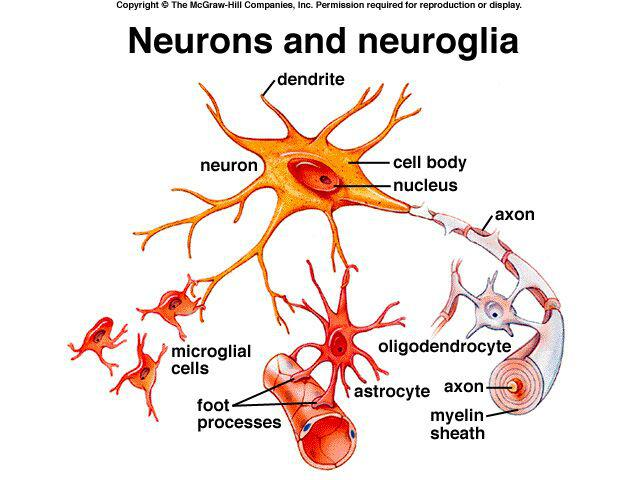 Copyright © The McGraw-Hill Companies, Inc. Permission required for reproduction or display.
Neurons and neuroglia
dendrite
neuron
cell body
nucleus
axon
microglial
cells
oligodendrocyte
astrocyte
axon
foot
processes
myelin
sheath